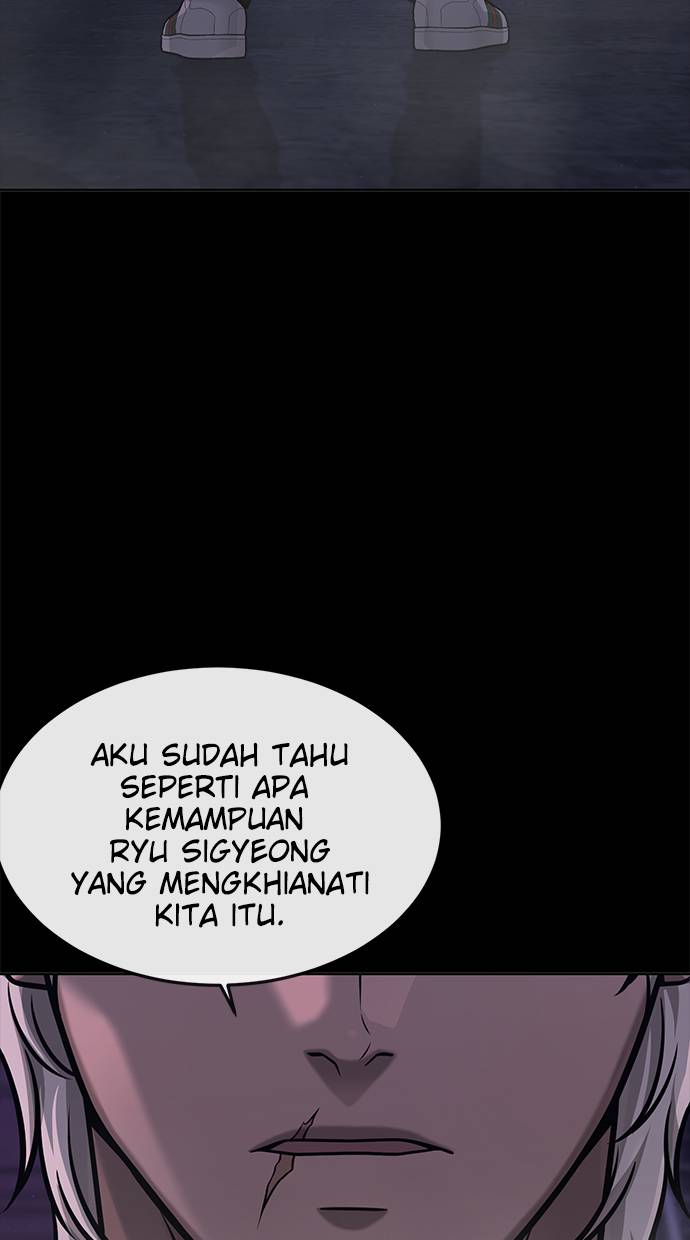 AKU SUDAH TAHU
SEPERTI APA
KEMAMPUAN
RYU SIGYEONG
YANG MENGKHIANATI
KITA ITU.